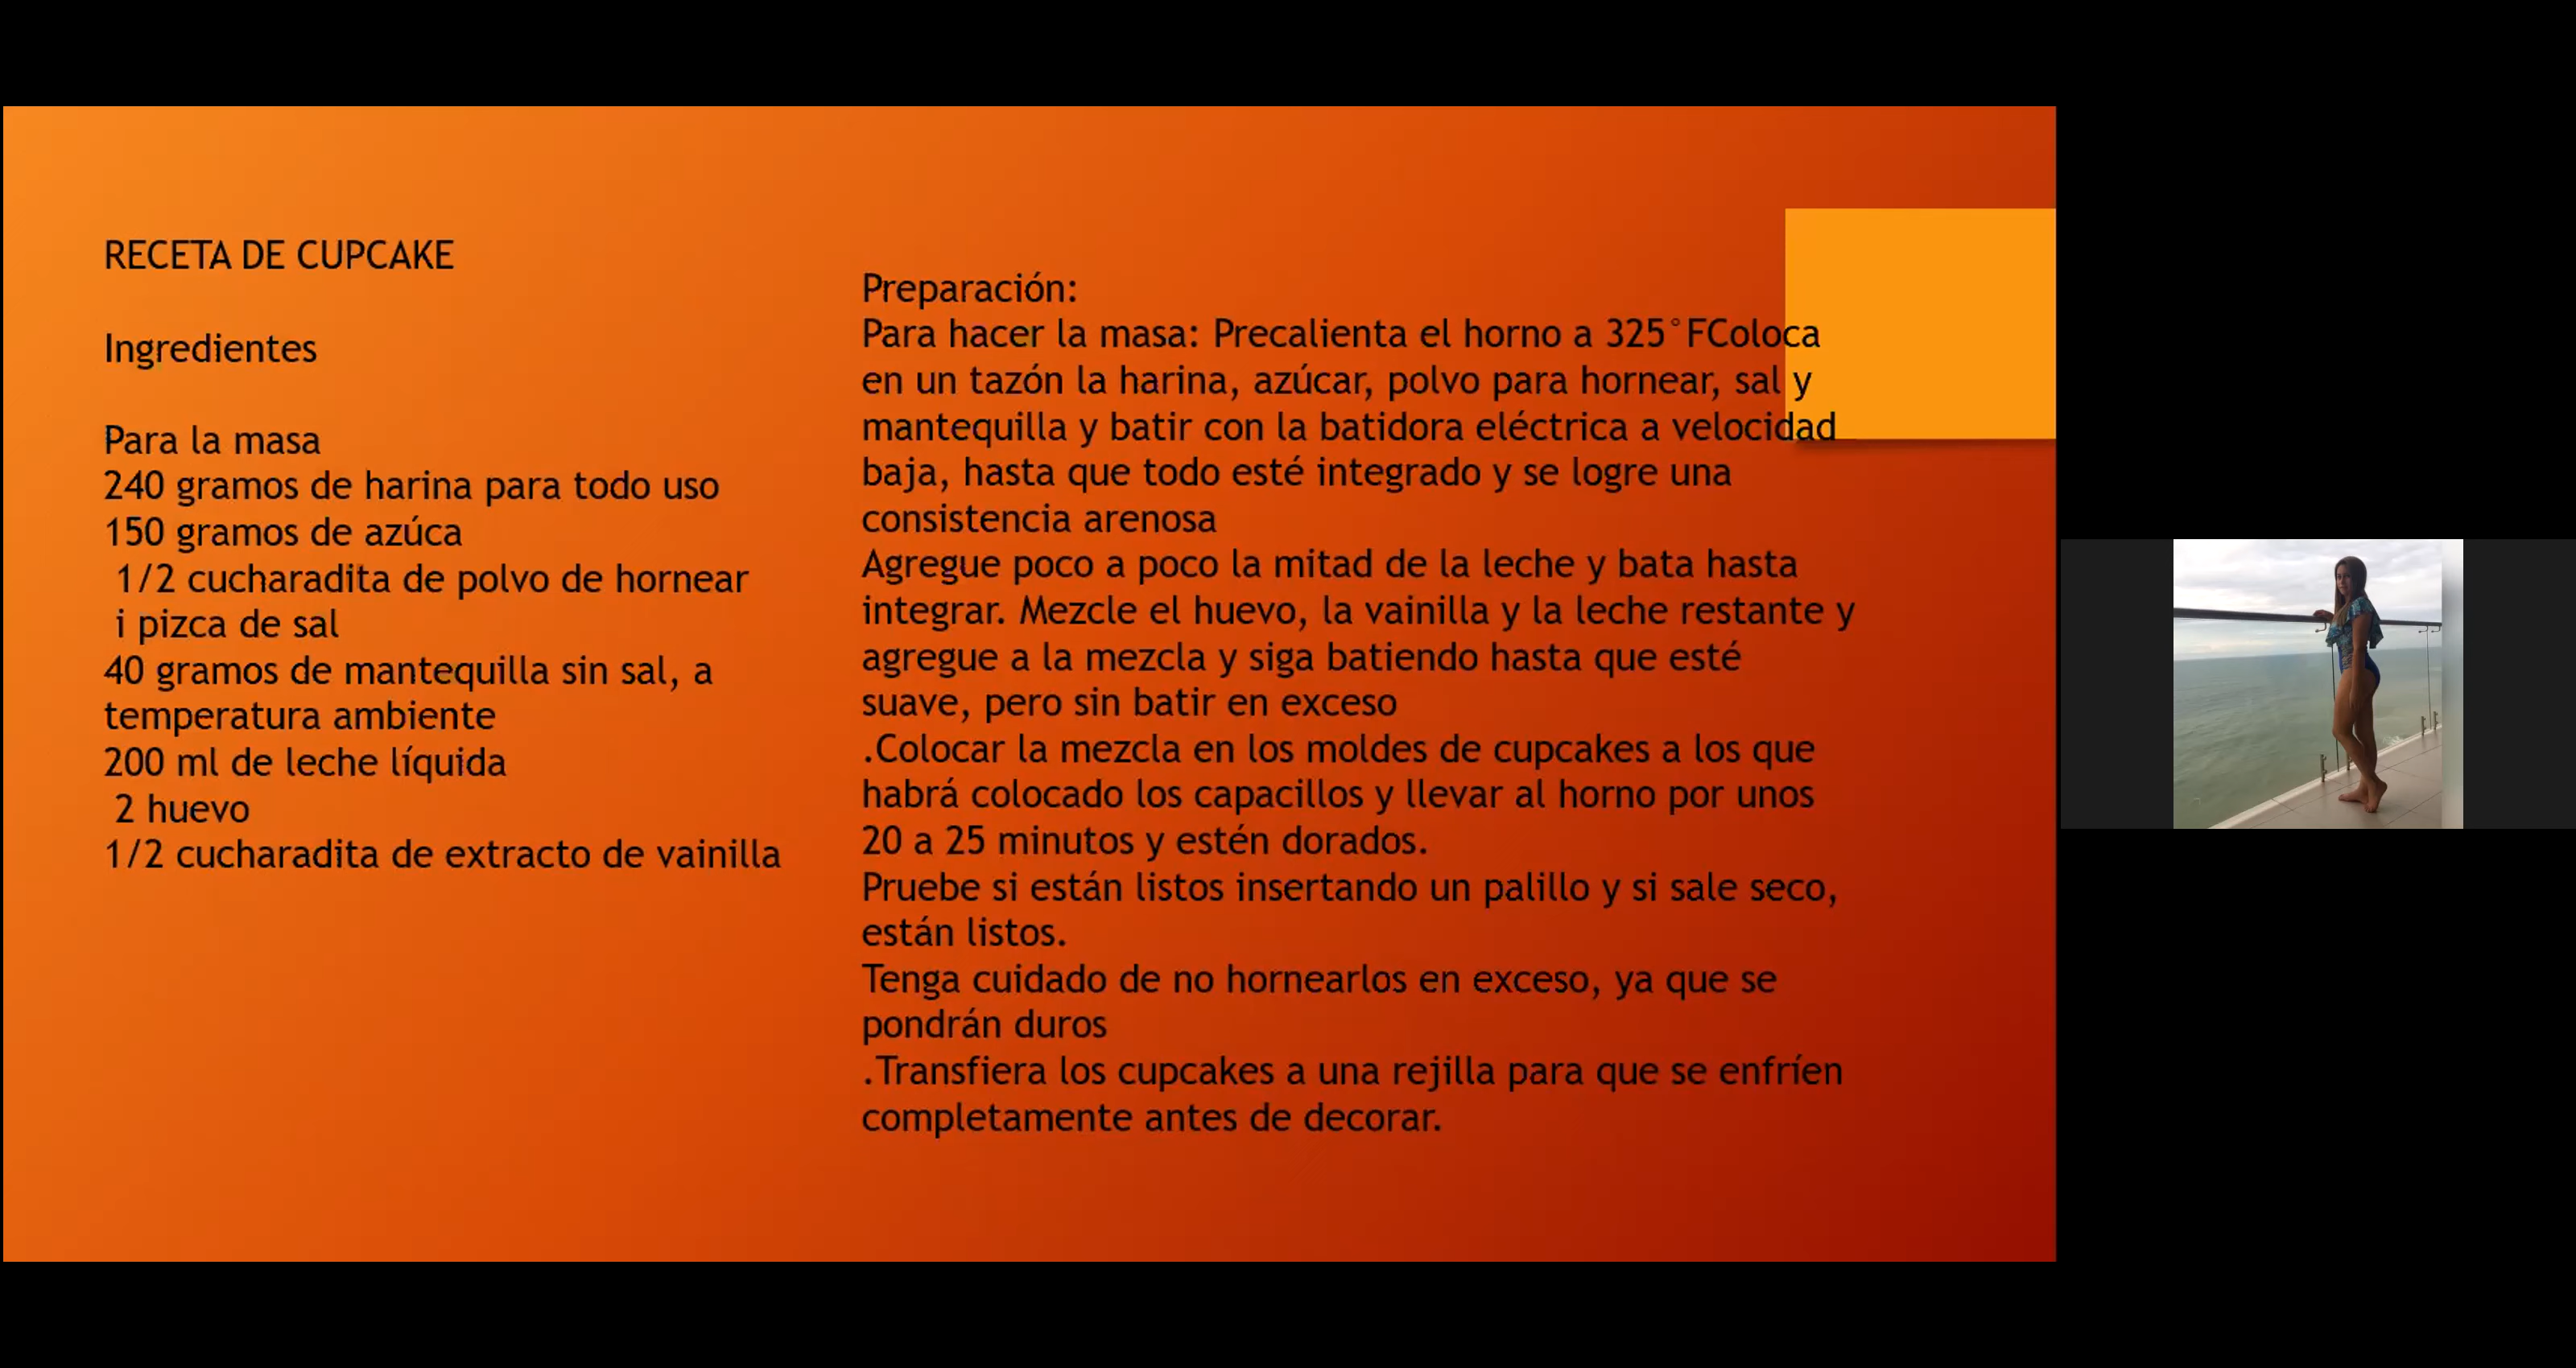 RECETA DE CUPCAKE
Ingredientes
Para la masa
240 gramos de harina para todo uso
150 gramos de azúca
1/2 cucharadita de polvo de hornear
i pizca de sal
40 gramos de mantequilla sin sal, a
temperatura ambiente
200 ml de leche líquida
2 huevo
1/2 cucharadita de extracto de vainilla
Preparación:
Para hacer la masa: Precalienta el horno a 325°FColoca
en un tazón la harina, azúcar, polvo para hornear, sal y
mantequilla y batir con la batidora eléctrica a velocidad
baja, hasta que todo esté integrado y se logre una
consistencia arenosa
Agregue poco a poco la mitad de la leche y bata hasta
integrar. Mezcle el huevo, la vainilla y la leche restante y
agregue a la mezcla y siga batiendo hasta que esté
suave, pero sin batir en exceso
.Colocar la mezcla en los moldes de cupcakes a los que
habrá colocado los capacillos y llevar al horno por unos
20 a 25 minutos y estén dorados.
Pruebe si están listos insertando un palillo y si sale seco,
están listos.
Tenga cuidado de no hornearlos en exceso, ya que se
pondrán duros
.Transfiera los cupcakes a una rejilla para que se enfríen
completamente antes de decorar.